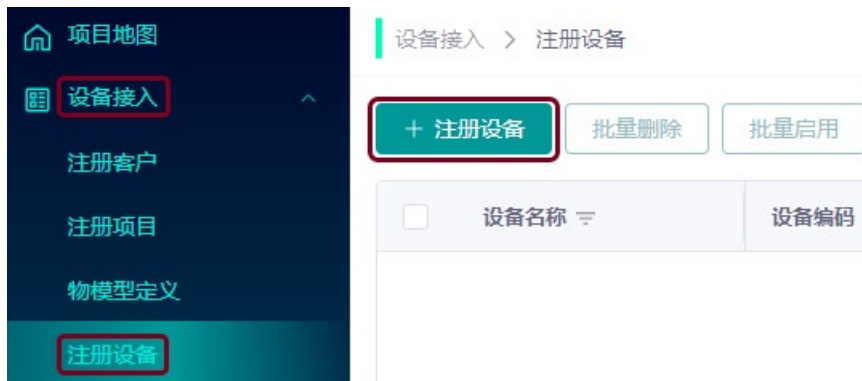 项目地图
设备接入
注册客户
注册项目
物模型定义
注册设备
设备接入 > 注册设备
+ 注册设备 批量删除 批量启用
设备名称 设备编码